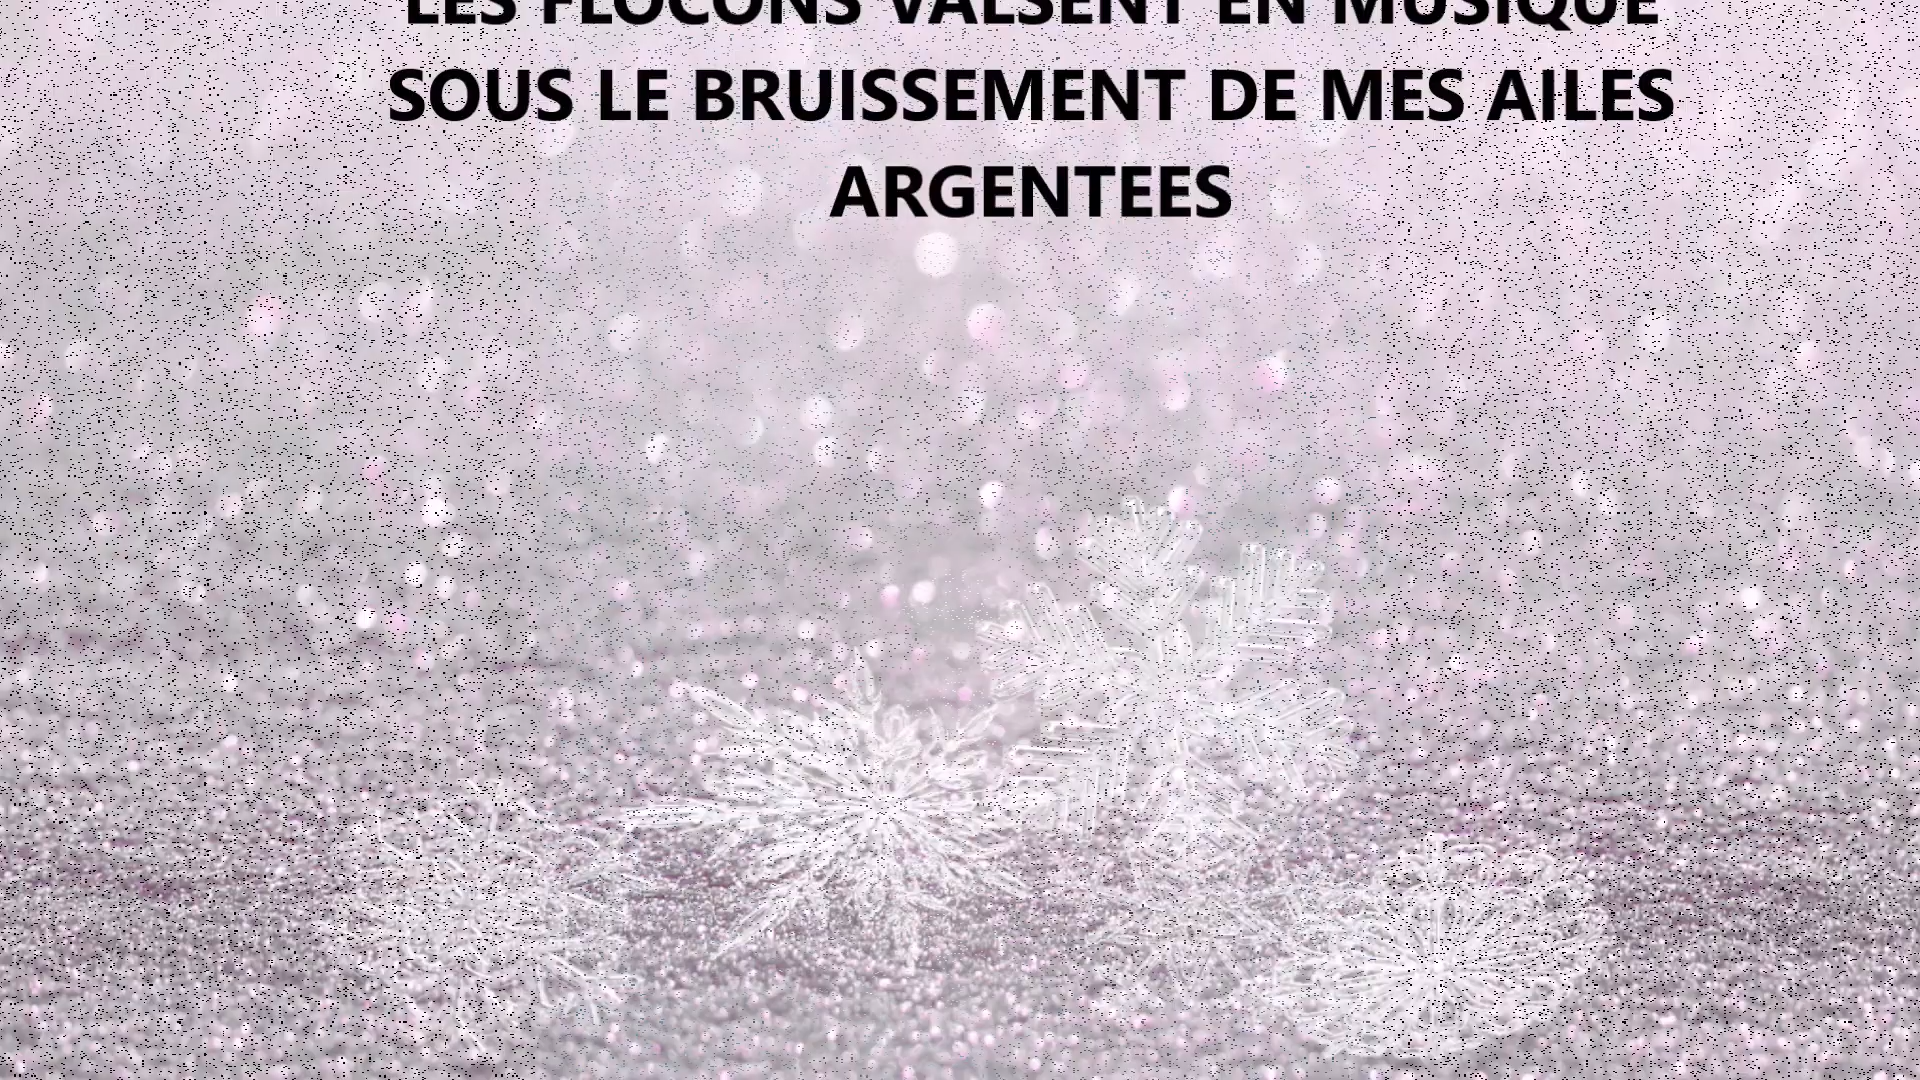 LES FLOCONS VALSENT EN MUSIQUE
SOUS LE BRUISSEMENT DE MES AILES
ARGENTEES